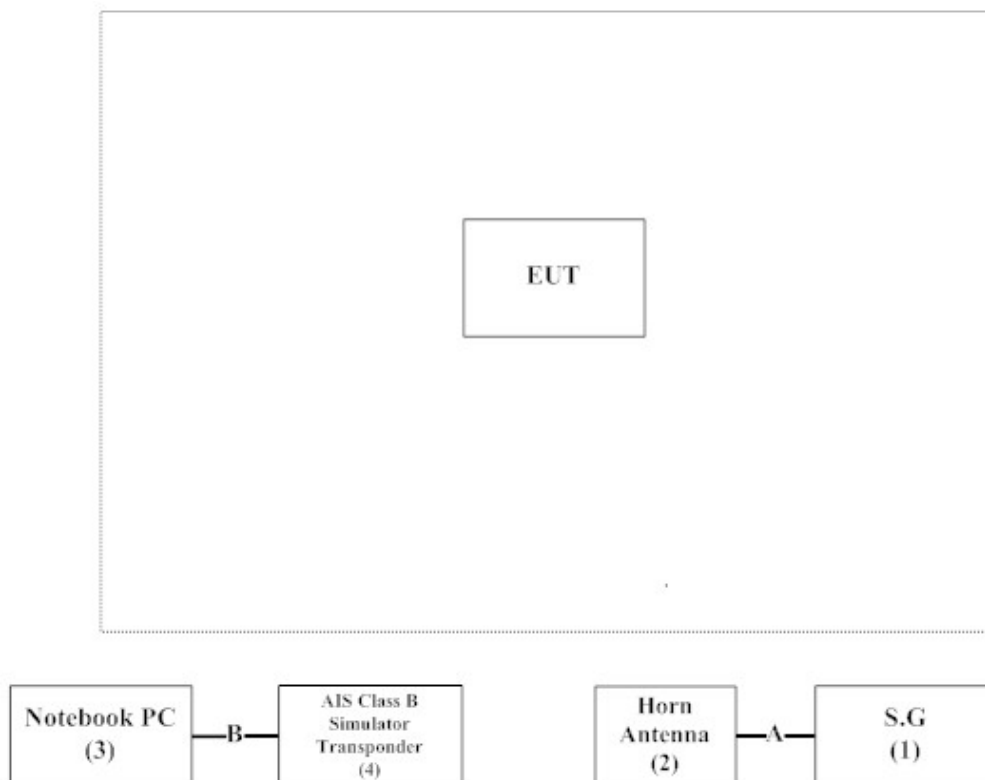 EUT
Notebook PC
(3)
B
AIS Class B
Simulator
Transponder
(4)
Horn
Antenna
(2)
A
S.G
(1)